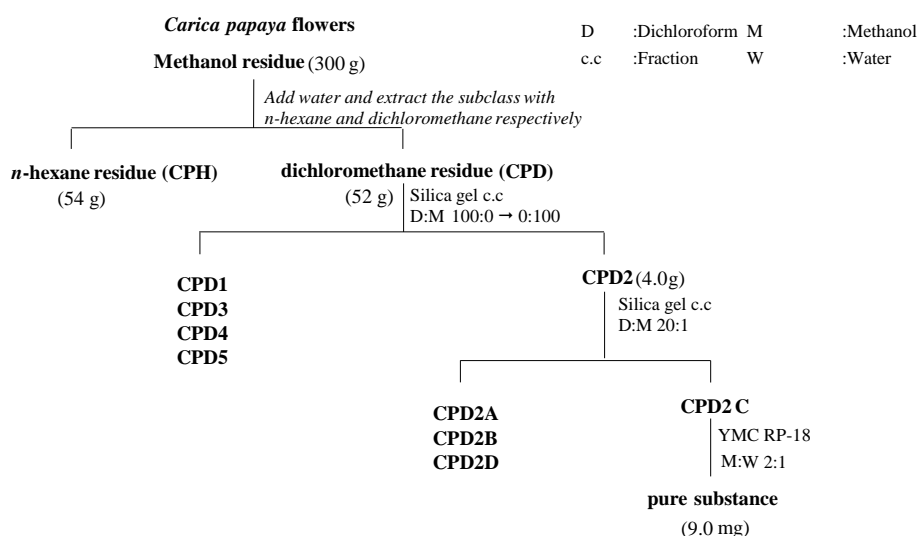 Carica papaya flowers
Methanol residue (300 g)
D :Dichloroform M :Methanol
c.c :Fraction W :Water
Add water and extract the subclass with
n-hexane and dichloromethane respectively
n-hexane residue (CPH)
(54 g)
dichloromethane residue (CPD)
(52 g)
Silica gel c.c
D:M 100:0 → 0:100
CPD1
CPD3
CPD4
CPD5
CPD2 (4.0g)
Silica gel c.c
D:M 20:1
CPD2A
CPD2B
CPD2D
CPD2 C
YMC RP-18
M:W 2:1
pure substance
(9.0 mg)